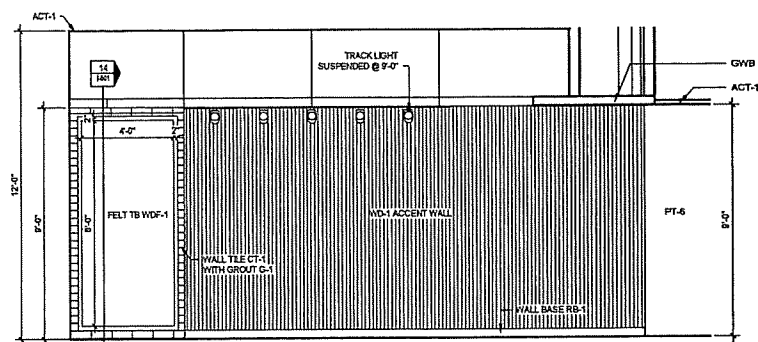 ACT-1
14
TRACK LIGHT
SUSPENDED @ 9'-0"
GWB
ACT-1
2"
4'-0"
2"
12'-0"
9'-0"
8'-0"
FELT TB WDF-1
WD-1 ACCENT WALL
PT-6
9'-0"
WALL TILE CT-1
WITH GROUT G-1
WALL BASE RB-1